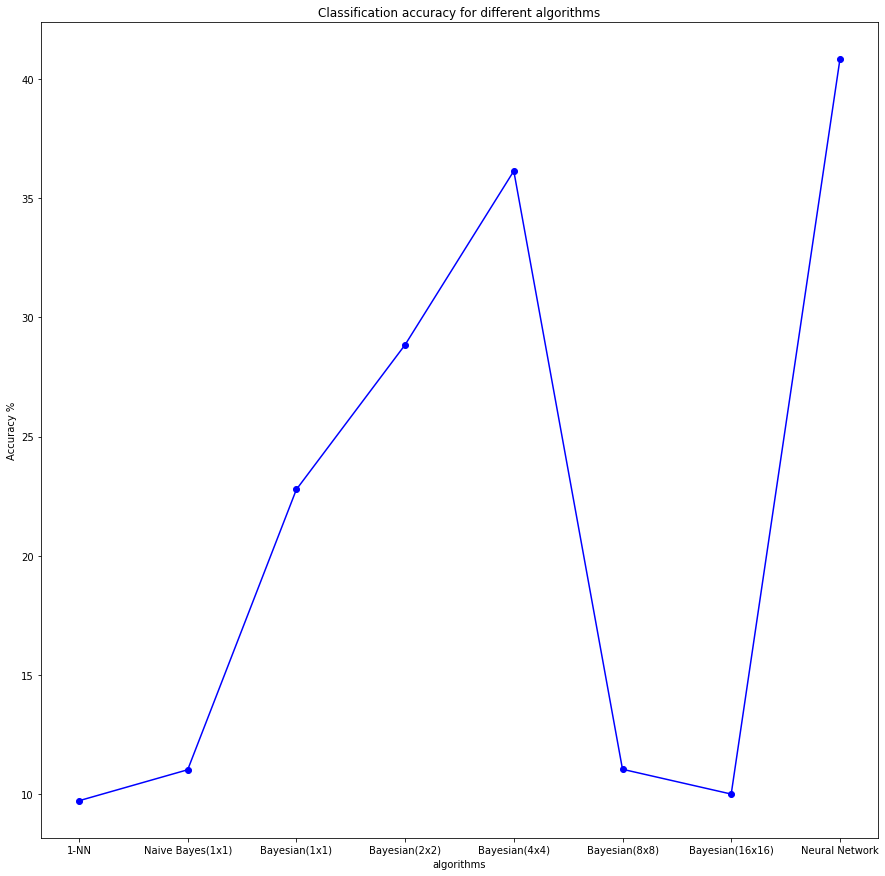 Classification accuracy for different algorithms
Accuracy %
40
35
30
25
20
15
10
1-NN Naive Bayes(1x1) Bayesian(1x1) Bayesian(2x2) Bayesian(4x4) Bayesian(8x8) Bayesian(16x16) Neural Network
algorithms